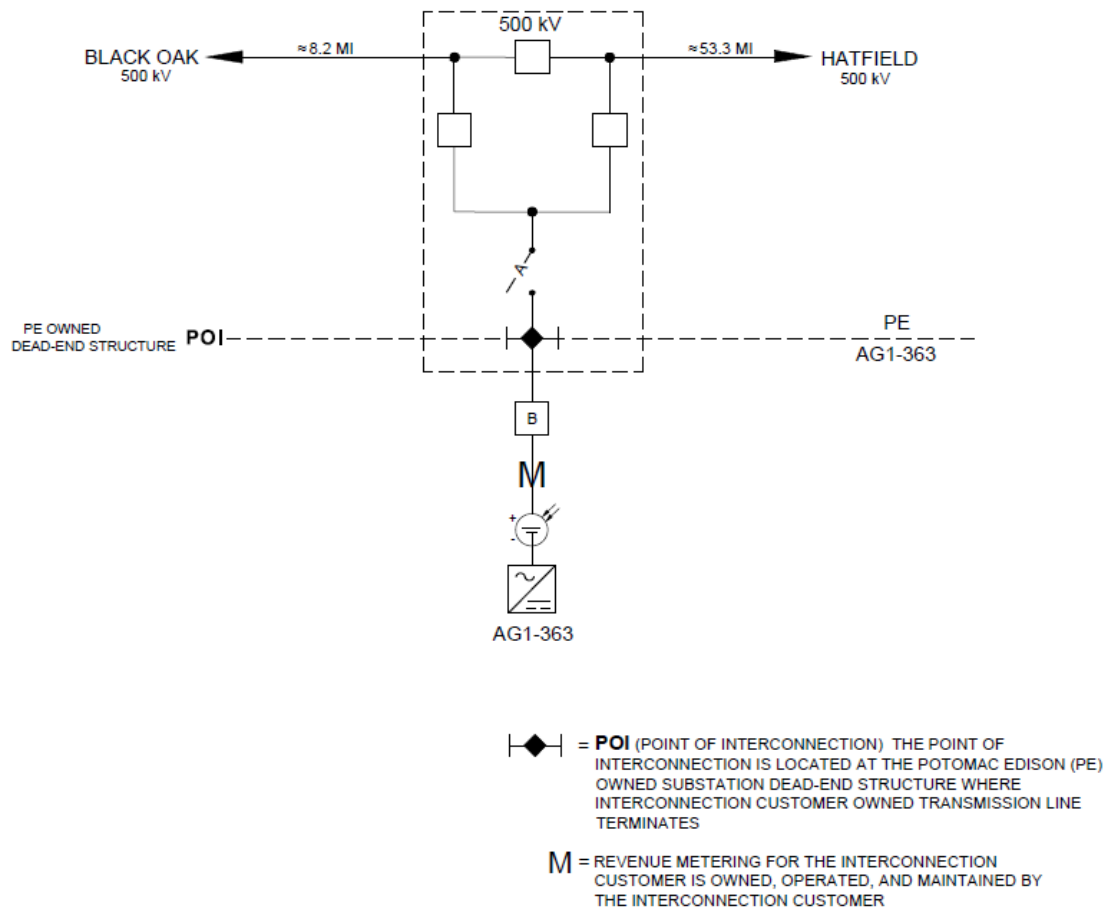 500 kV
BLACK OAK
500 kV
≈8.2 MI
≈53.3 MI
HATFIELD
500 kV
A
PE OWNED
DEAD-END STRUCTURE
POI
PE
AG1-363
B
M
+
-
AG1-363
= POI (POINT OF INTERCONNECTION) THE POINT OF
INTERCONNECTION IS LOCATED AT THE POTOMAC EDISON (PE)
OWNED SUBSTATION DEAD-END STRUCTURE WHERE
INTERCONNECTION CUSTOMER OWNED TRANSMISSION LINE
TERMINATES
M = REVENUE METERING FOR THE INTERCONNECTION
CUSTOMER IS OWNED, OPERATED, AND MAINTAINED BY
THE INTERCONNECTION CUSTOMER